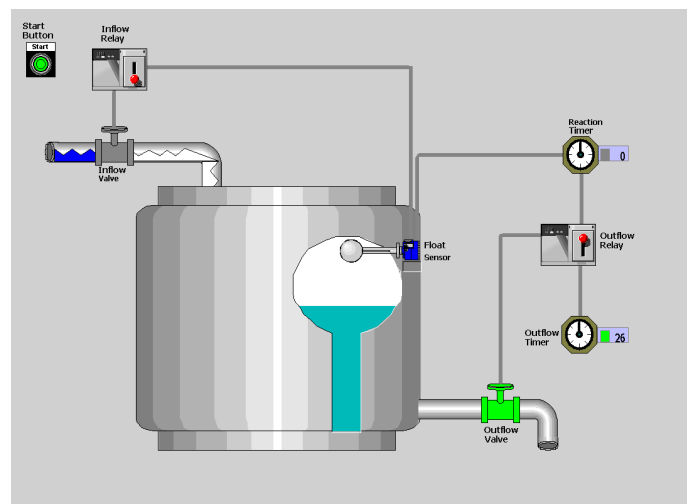 Start
Button
Start
Inflow
Relay
Inflow
Valve
Reaction
Timer
0
Float
Sensor
Outflow
Relay
Outflow
Timer
26
Outflow
Valve